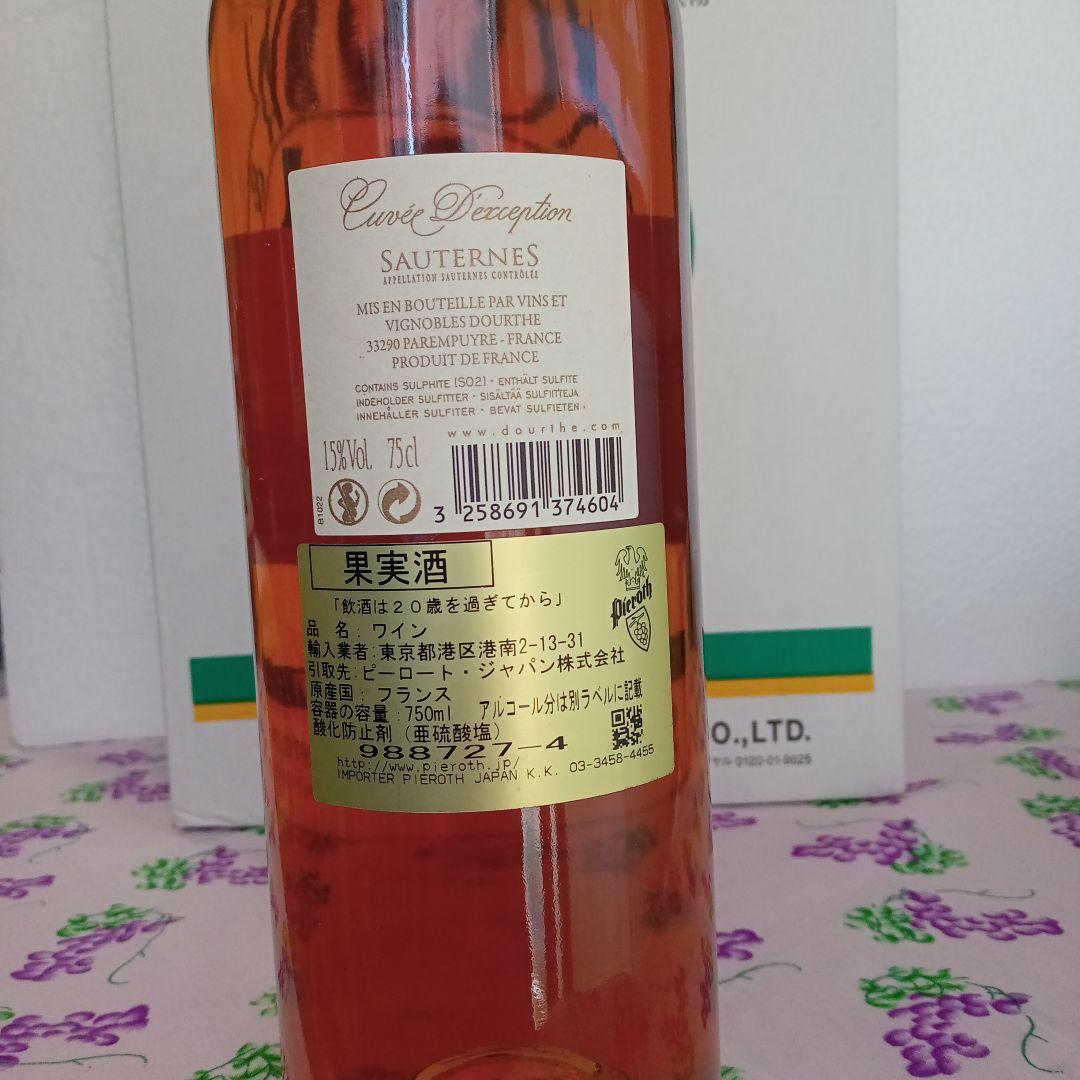 Cuvée D'exception
SAUTERNES
APPELLATION SAUTERNES CONTRÔLÉE
MIS EN BOUTEILLE PAR VINS ET
VIGNOBLES DOURTHE
33290 PAREMPUYRE - FRANCE
PRODUIT DE FRANCE
CONTAINS SULPHITE (SO2) - ENTHÄLT SULFITE
INDEHOLDER SULFITTER - SISÄLTÄÄ SULFIITTEJA
INNEHÅLLER SULFITER - BEVAT SULFIETEN.
www.dourthe.com
15%Vol. 75cl
B1022
3 258691 374604
果実酒
Pieroth
「飲酒は20歳を過ぎてから」
品 名：ワイン
輸入業者:東京都港区港南2-13-31
引取先:ピーロート・ジャパン株式会社
原産国：フランス
容器の容量:750ml アルコール分は別ラベルに記載
酸化防止剤（亜硫酸塩）
988727-4
http://www.pieroth.jp/
IMPORTER PIEROTH JAPAN K.K. 03-3458-4455
O.,LTD.
ヤル 0120-01-9625